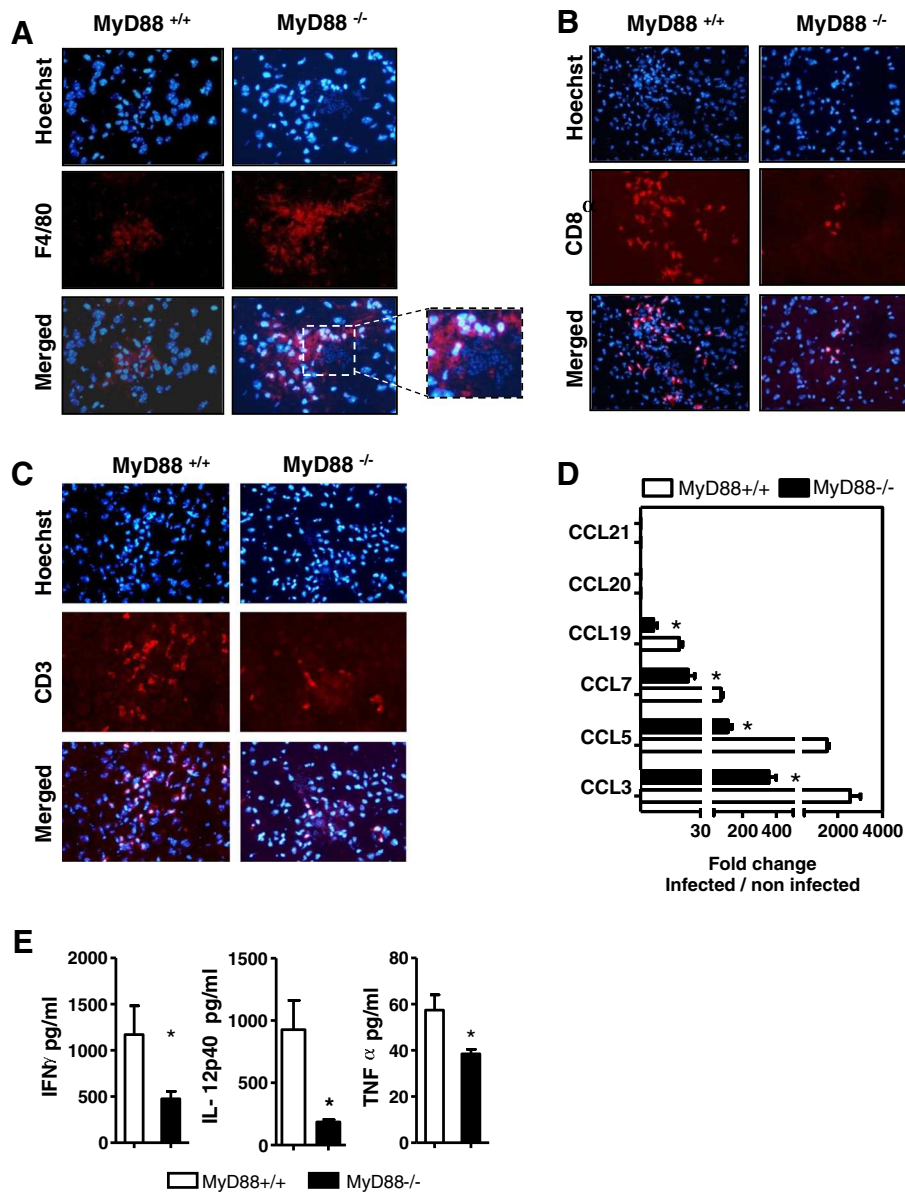 A
MyD88 +/+
MyD88 -/-
Hoechst
F4/80
Merged
B
MyD88 +/+
MyD88 -/-
Hoechst
CD8 α
Merged
C
MyD88 +/+
MyD88 -/-
Hoechst
CD3
Merged
D
MyD88+/+
MyD88-/-
CCL21
CCL20
CCL19
*
CCL7
*
CCL5
*
CCL3
*
30 200 400 2000 4000
Fold change
Infected / non infected
E
IFNγ pg/ml
2000
1500
1000
500
0
*
IL-12p40 pg/ml
1500
1000
500
0
*
TNF α pg/ml
80
60
40
20
0
*
MyD88+/+
MyD88-/-